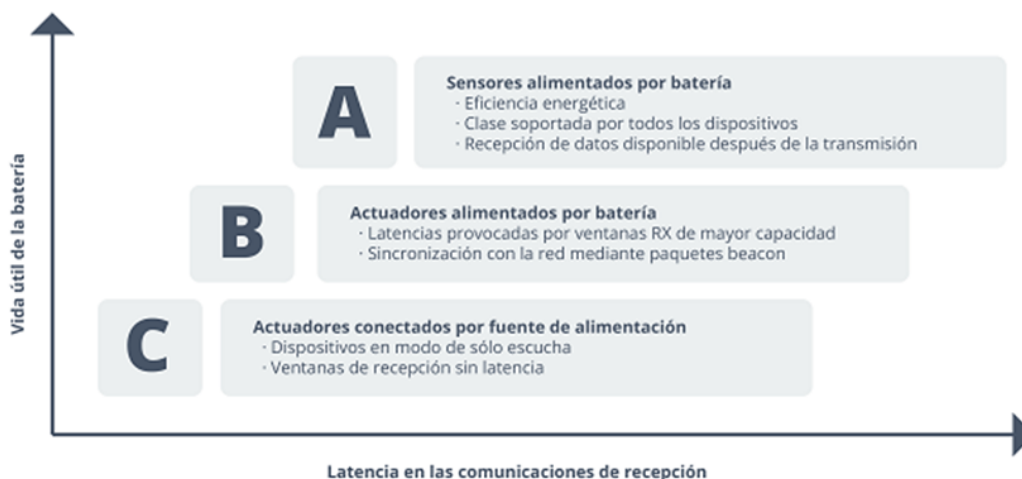 Vida útil de la batería
A
Sensores alimentados por batería
· Eficiencia energética
· Clase soportada por todos los dispositivos
· Recepción de datos disponible después de la transmisión
B
Actuadores alimentados por batería
· Latencias provocadas por ventanas RX de mayor capacidad
· Sincronización con la red mediante paquetes beacon
C
Actuadores conectados por fuente de alimentación
· Dispositivos en modo de sólo escucha
· Ventanas de recepción sin latencia
Latencia en las comunicaciones de recepción